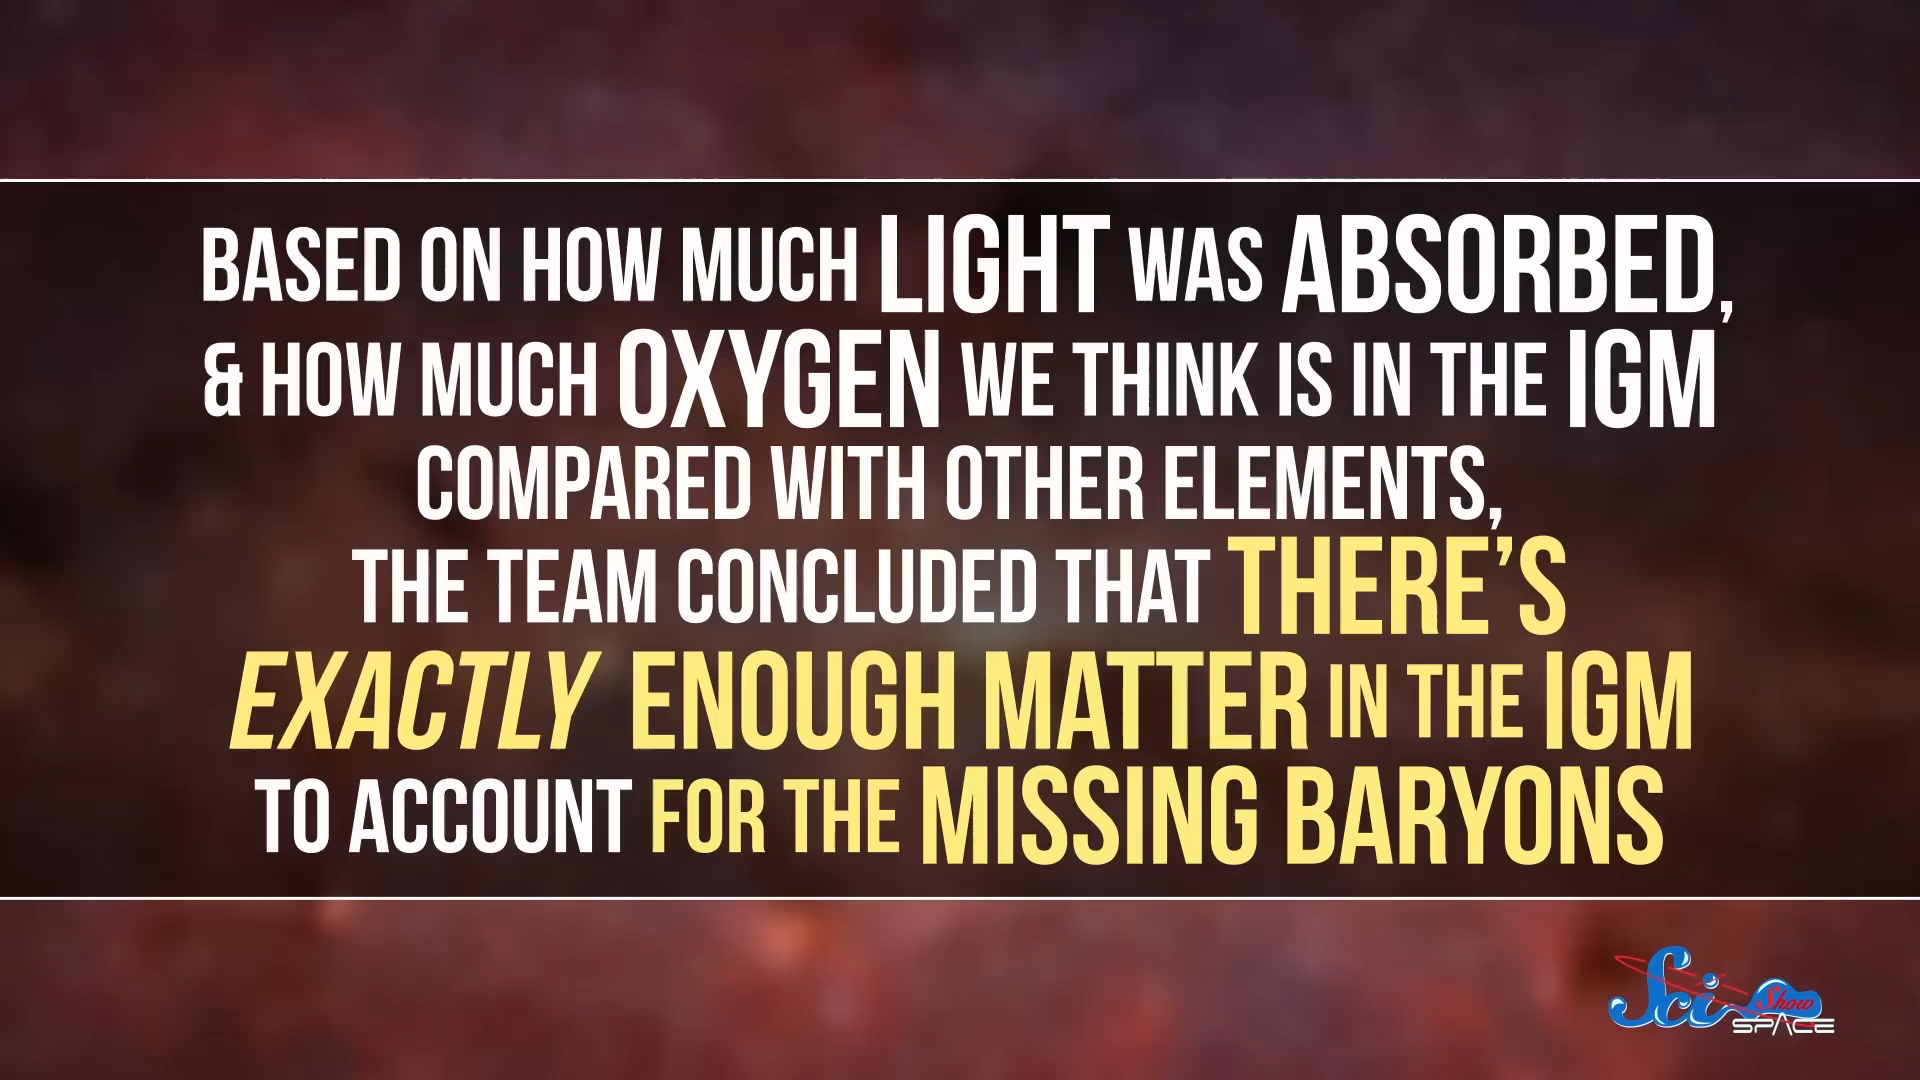 BASED ON HOW MUCH LIGHT WAS ABSORBED,
& HOW MUCH OXYGEN WE THINK IS IN THE IGM
COMPARED WITH OTHER ELEMENTS,
THE TEAM CONCLUDED THAT THERE'S
EXACTLY ENOUGH MATTER IN THE IGM
TO ACCOUNT FOR THE MISSING BARYONS
Sci Show
SPACE